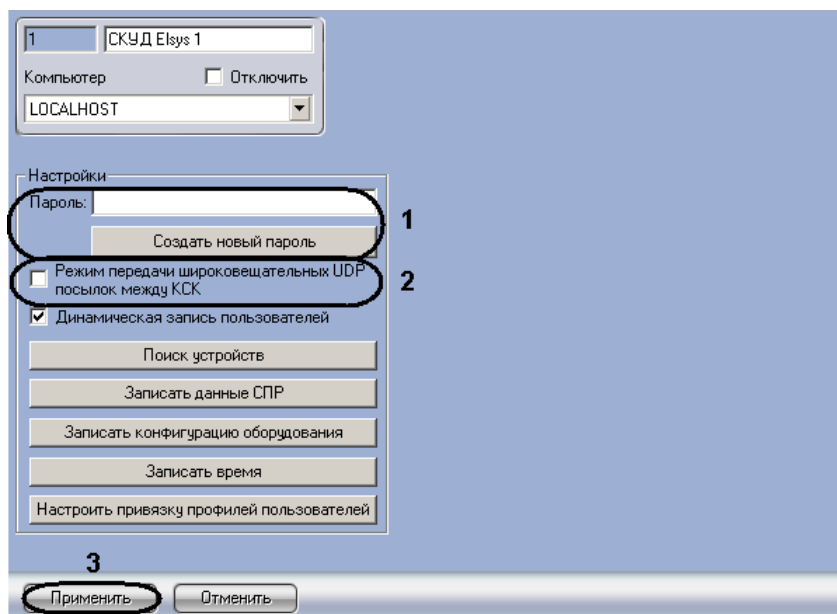 1 СКУД Elsys 1
Компьютер Отключить
LOCALHOST
Настройки
Пароль:
1
Создать новый пароль
Режим передачи широковещательных UDP
посылок между КСК
2
Динамическая запись пользователей
Поиск устройств
Записать данные СПР
Записать конфигурацию оборудования
Записать время
Настроить привязку профилей пользователей
3
Применить Отменить